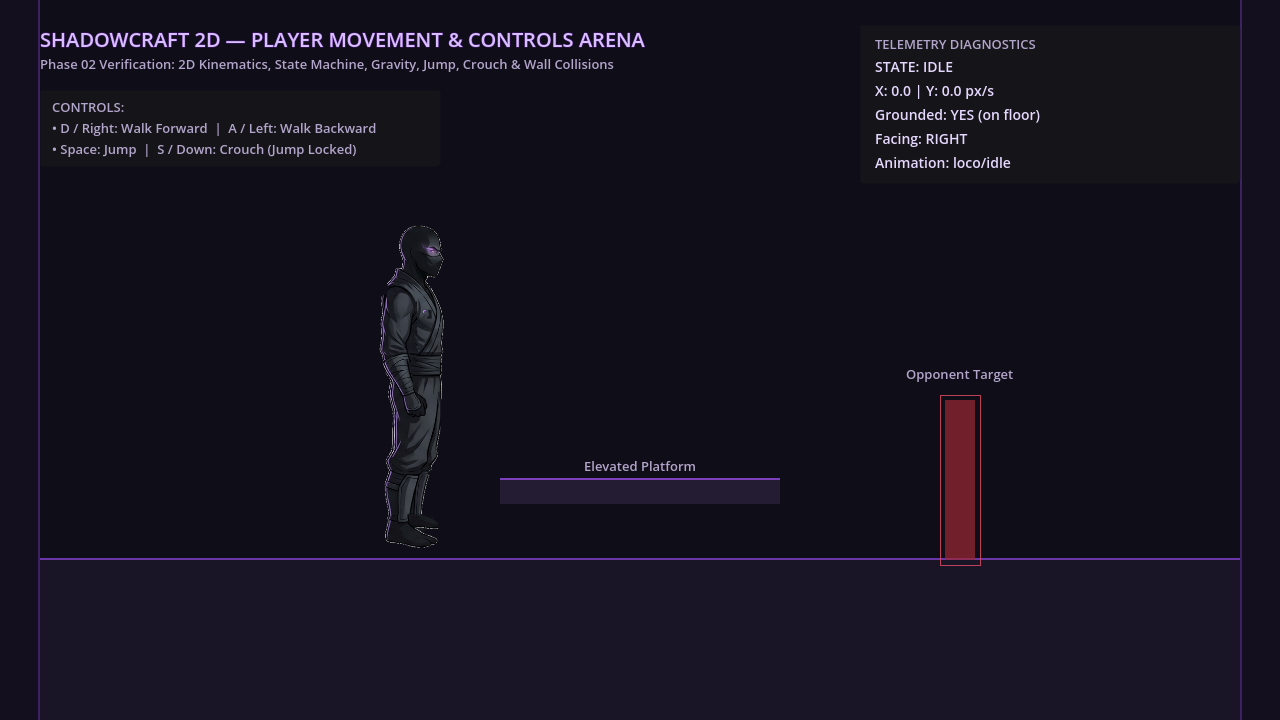 SHADOWCRAFT 2D — PLAYER MOVEMENT & CONTROLS ARENA
Phase 02 Verification: 2D Kinematics, State Machine, Gravity, Jump, Crouch & Wall Collisions
CONTROLS:
• D / Right: Walk Forward | A / Left: Walk Backward
• Space: Jump | S / Down: Crouch (Jump Locked)
TELEMETRY DIAGNOSTICS
STATE: IDLE
X: 0.0 | Y: 0.0 px/s
Grounded: YES (on floor)
Facing: RIGHT
Animation: loco/idle
Opponent Target
Elevated Platform